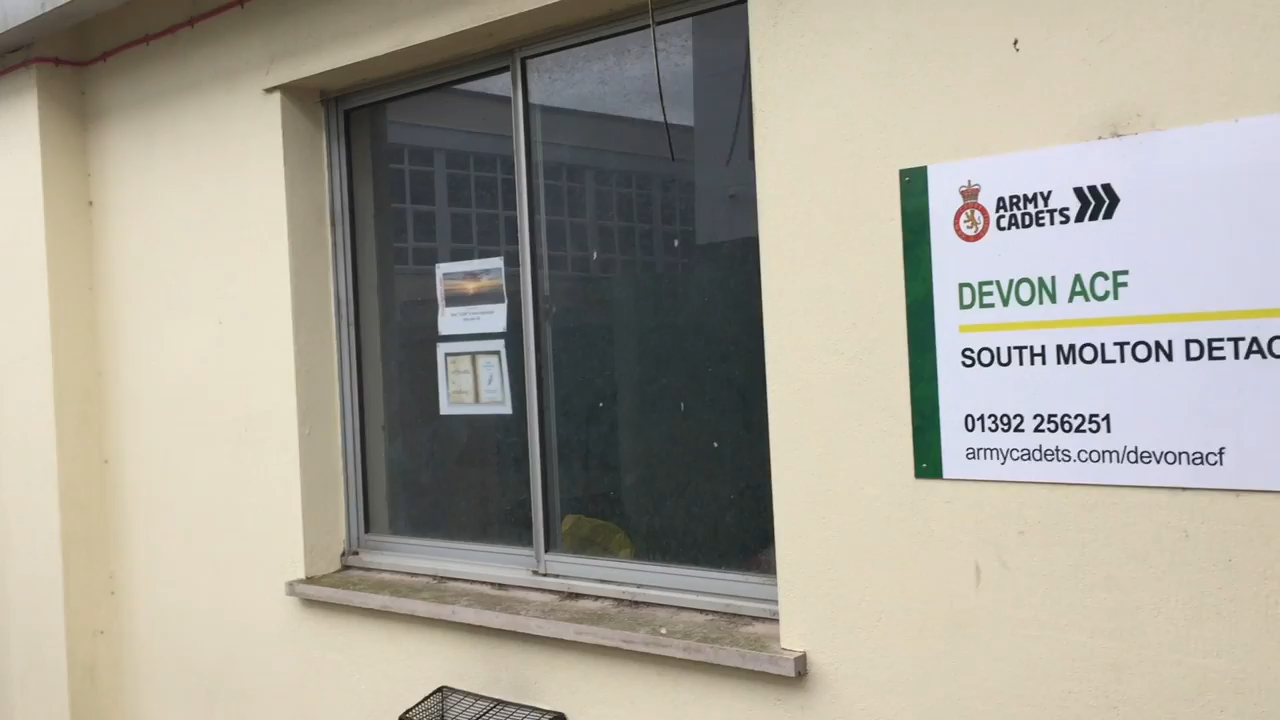 ARMY
CADETS
DEVON ACF
SOUTH MOLTON DETAC
01392 256251
armycadets.com/devonacf